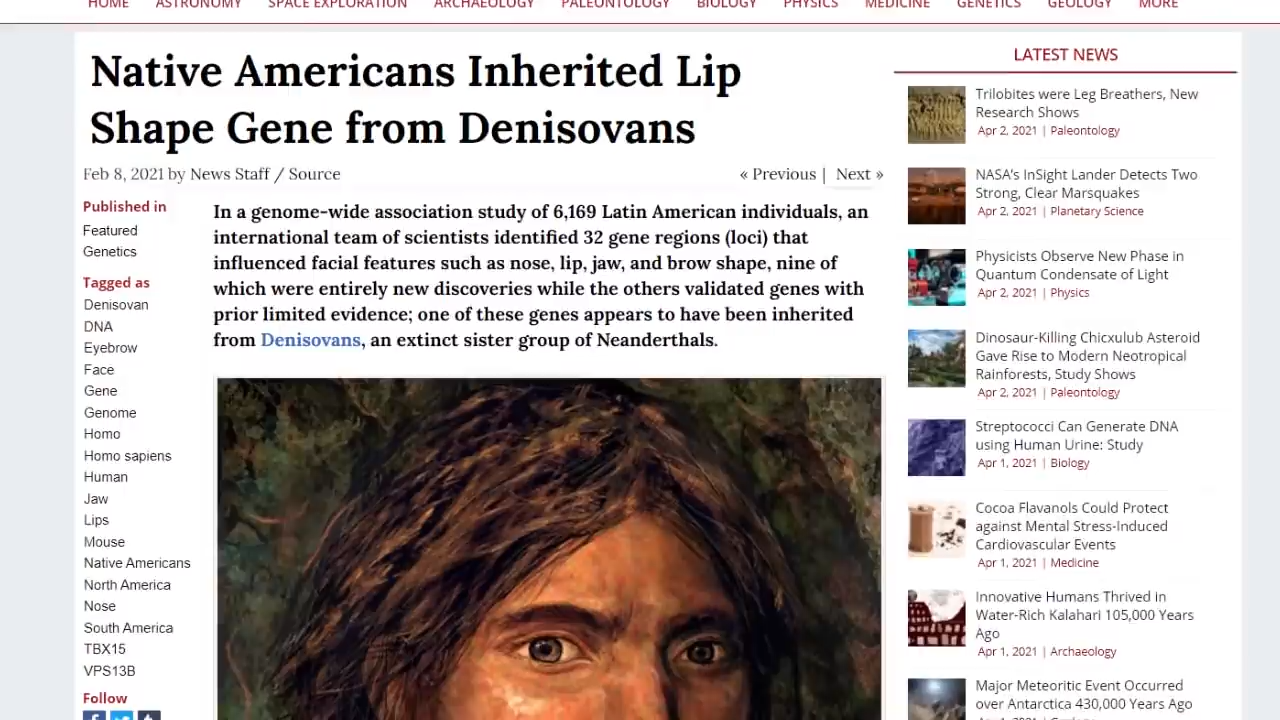 HOME ASTRONOMY SPACE EXPLORATION ARCHAEOLOGY PALEONTOLOGY BIOLOGY PHYSICS MEDICINE GENETICS GEOLOGY MORE
Native Americans Inherited Lip
Shape Gene from Denisovans
Feb 8, 2021 by News Staff / Source
« Previous | Next »
Published in
Featured
Genetics
Tagged as
Denisovan
DNA
Eyebrow
Face
Gene
Genome
Homo
Homo sapiens
Human
Jaw
Lips
Mouse
Native Americans
North America
Nose
South America
TBX15
VPS13B
Follow
In a genome-wide association study of 6,169 Latin American individuals, an
international team of scientists identified 32 gene regions (loci) that
influenced facial features such as nose, lip, jaw, and brow shape, nine of
which were entirely new discoveries while the others validated genes with
prior limited evidence; one of these genes appears to have been inherited
from Denisovans, an extinct sister group of Neanderthals.
LATEST NEWS
Trilobites were Leg Breathers, New
Research Shows
Apr 2, 2021 | Paleontology
NASA's InSight Lander Detects Two
Strong, Clear Marsquakes
Apr 2, 2021 | Planetary Science
Physicists Observe New Phase in
Quantum Condensate of Light
Apr 2, 2021 | Physics
Dinosaur-Killing Chicxulub Asteroid
Gave Rise to Modern Neotropical
Rainforests, Study Shows
Apr 2, 2021 | Paleontology
Streptococci Can Generate DNA
using Human Urine: Study
Apr 1, 2021 | Biology
Cocoa Flavanols Could Protect
against Mental Stress-Induced
Cardiovascular Events
Apr 1, 2021 | Medicine
Innovative Humans Thrived in
Water-Rich Kalahari 105,000 Years
Ago
Apr 1, 2021 | Archaeology
Major Meteoritic Event Occurred
over Antarctica 430,000 Years Ago